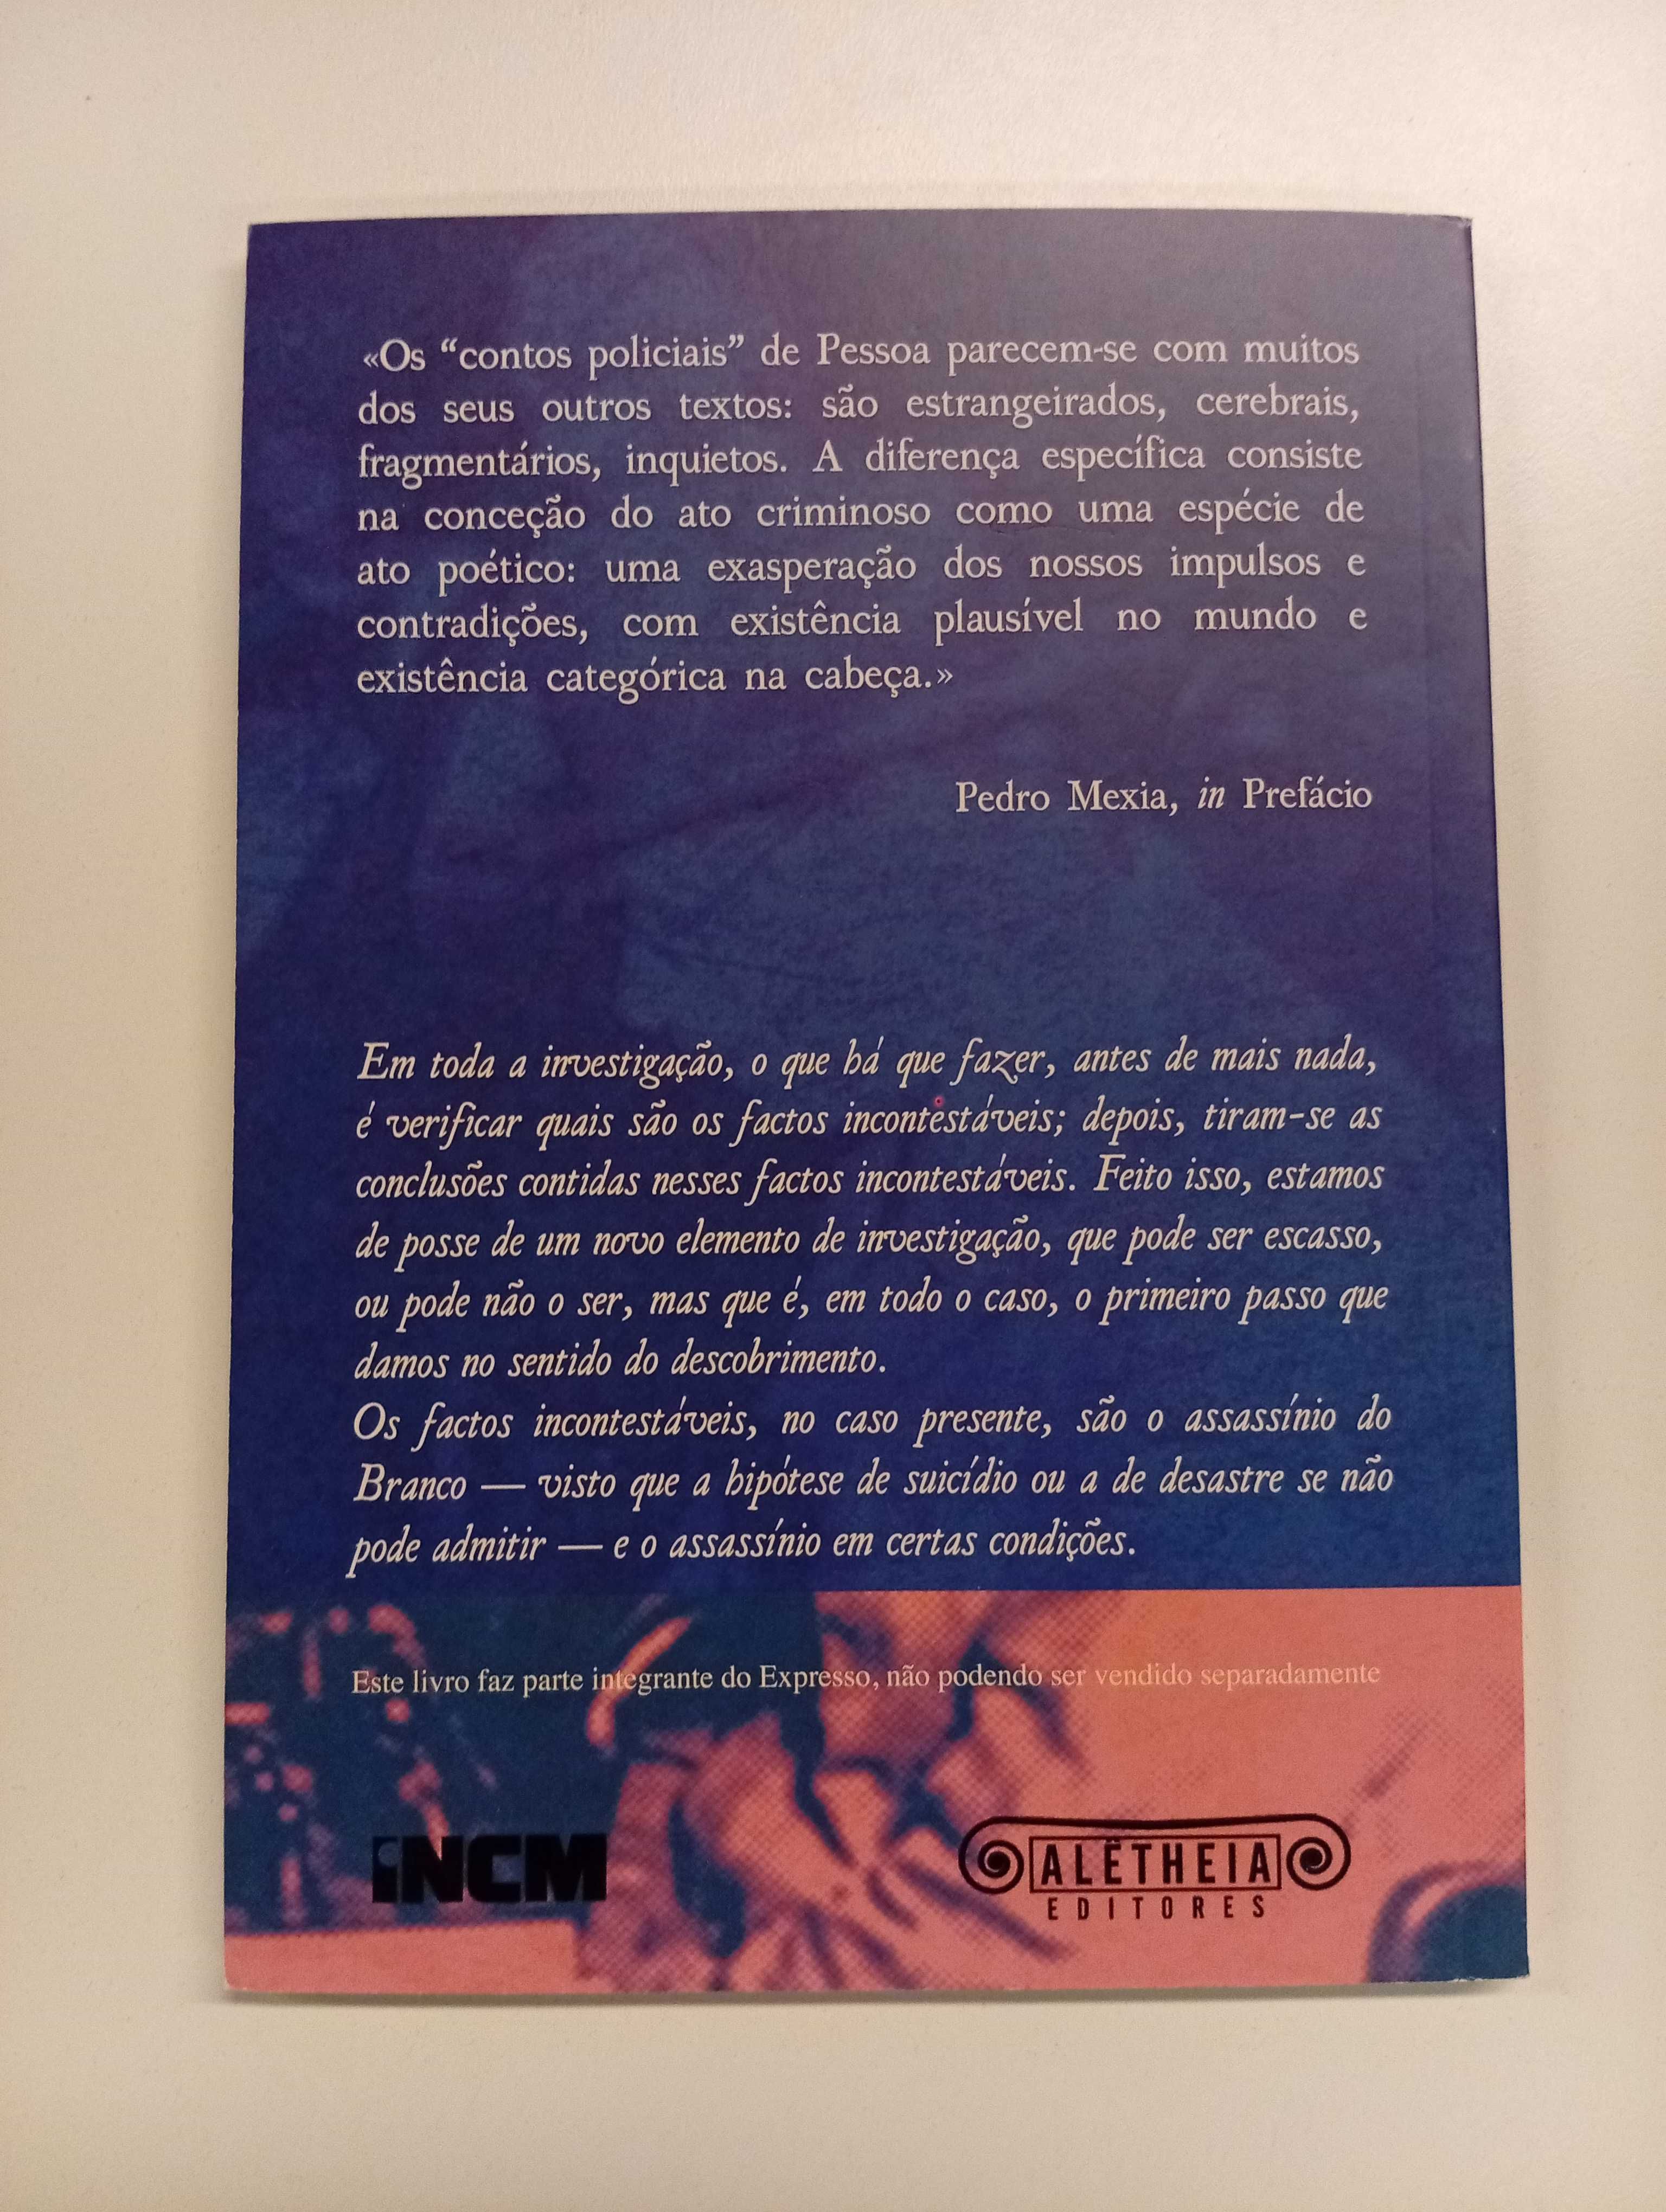 «Os “contos policiais” de Pessoa parecem-se com muitos
dos seus outros textos: são estrangeirados, cerebrais,
fragmentários, inquietos. A diferença específica consiste
na conceção do ato criminoso como uma espécie de
ato poético: uma exasperação dos nossos impulsos e
contradições, com existência plausível no mundo e
existência categórica na cabeça.»
Pedro Mexia, in Prefácio
Em toda a investigação, o que há que fazer, antes de mais nada,
é verificar quais são os factos incontestáveis; depois, tiram-se as
conclusões contidas nesses factos incontestáveis. Feito isso, estamos
de posse de um novo elemento de investigação, que pode ser escasso,
ou pode não o ser, mas que é, em todo o caso, o primeiro passo que
damos no sentido do descobrimento.
Os factos incontestáveis, no caso presente, são o assassínio do
Branco — visto que a hipótese de suicídio ou a de desastre se não
pode admitir — e o assassínio em certas condições.
Este livro faz parte integrante do Expresso, não podendo ser vendido separadamente
iNCM
ALÊTHEIA
EDITORES